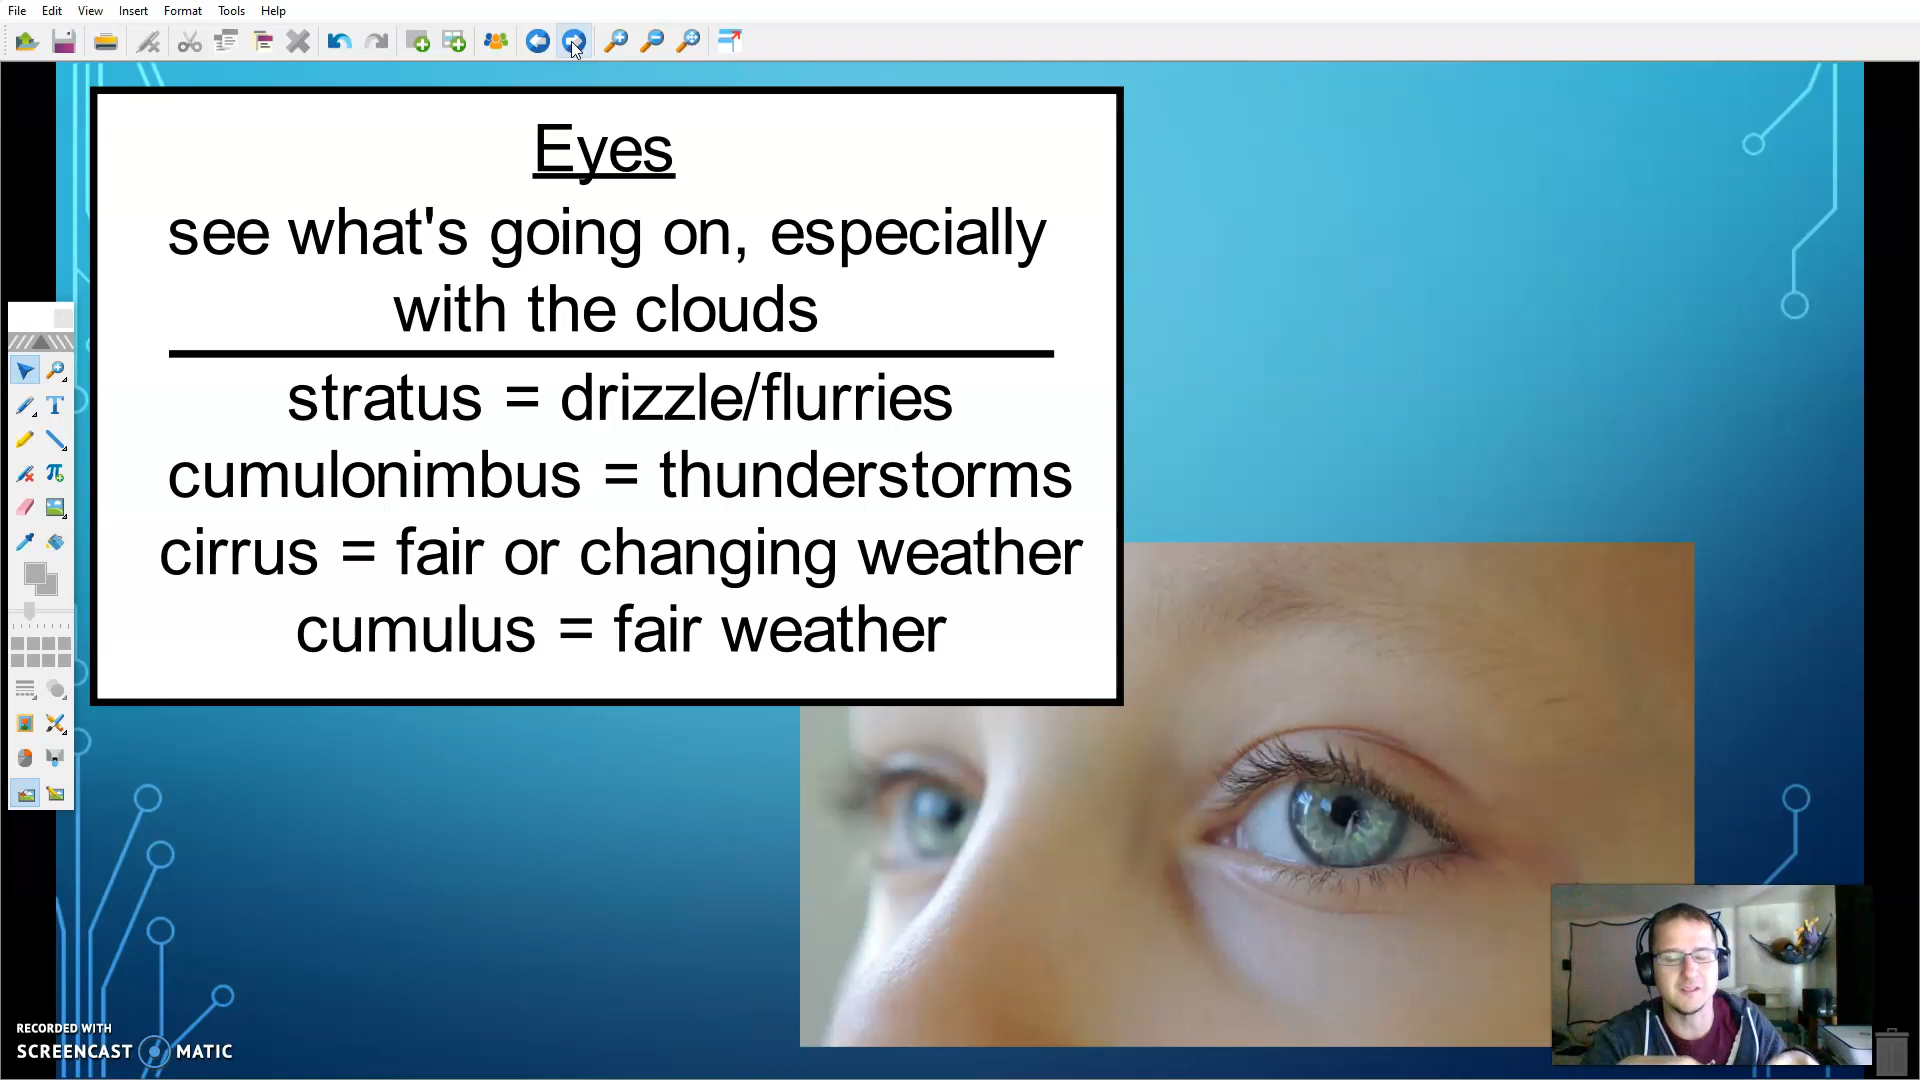 File Edit View Insert Format Tools Help
Eyes
see what's going on, especially
with the clouds
stratus = drizzle/flurries
cumulonimbus = thunderstorms
cirrus = fair or changing weather
cumulus = fair weather
RECORDED WITH
SCREENCAST MATIC